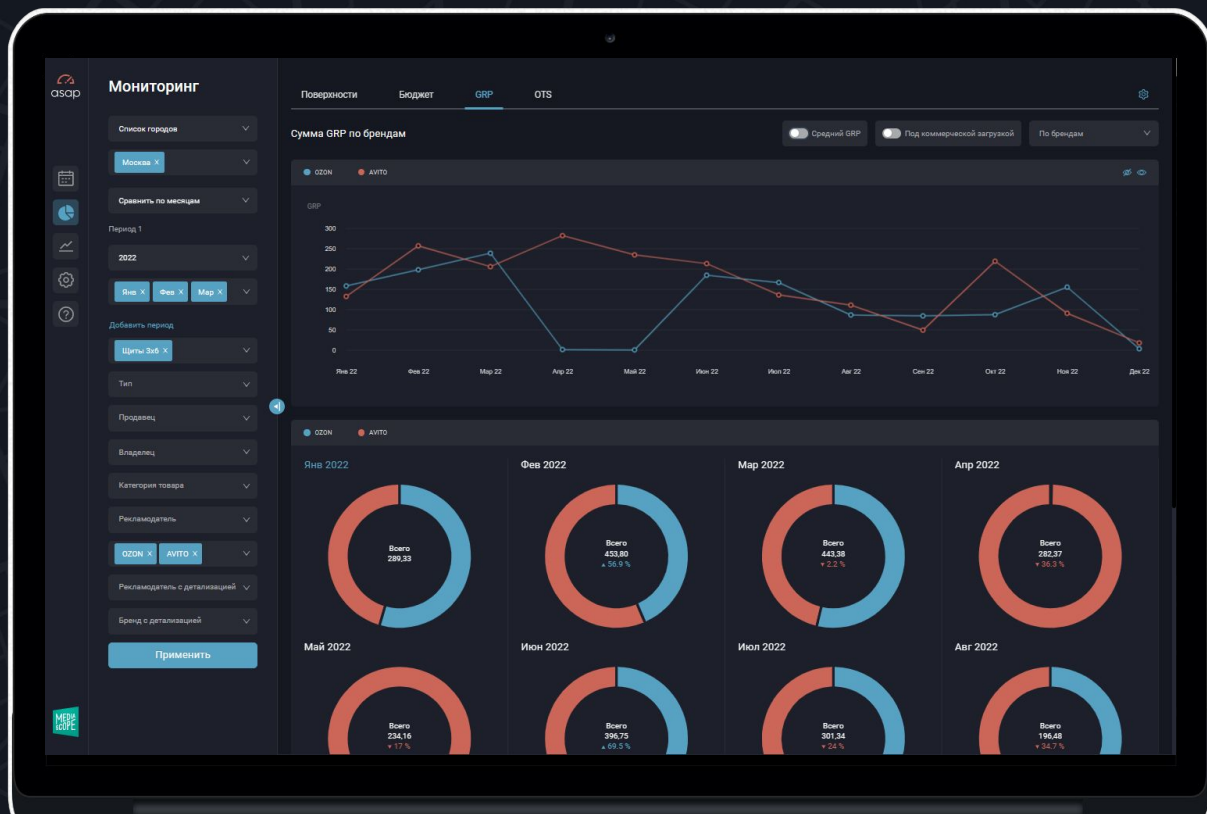 asap
Мониторинг
Список городов
Москва X
Сравнить по месяцам
Период 1
2022
Янв X Фев X Мар X
Добавить период
Щиты 3х6 X
Тип
Продавец
Владелец
Категория товара
Рекламодатель
OZON X AVITO X
Рекламодатель с детализацией
Бренд с детализацией
Применить
MEDIA
SCOPE
Поверхности Бюджет GRP OTS
Сумма GRP по брендам Средний GRP Под коммерческой загрузкой По брендам
OZON AVITO
GRP
300
250
200
150
100
50
0
Янв 22 Фев 22 Мар 22 Апр 22 Май 22 Июн 22 Июл 22 Авг 22 Сен 22 Окт 22 Ноя 22 Дек 22
OZON AVITO
Янв 2022 Фев 2022 Мар 2022 Апр 2022
Всего Всего Всего Всего
289,33 453,80 443,38 282,37
▲ 56.9 % ▼ 2.2 % ▼ 36.3 %
Май 2022 Июн 2022 Июл 2022 Авг 2022
Всего Всего Всего Всего
234,16 396,75 301,34 196,48
▼ 17 % ▲ 69.5 % ▼ 24 % ▼ 34.7 %